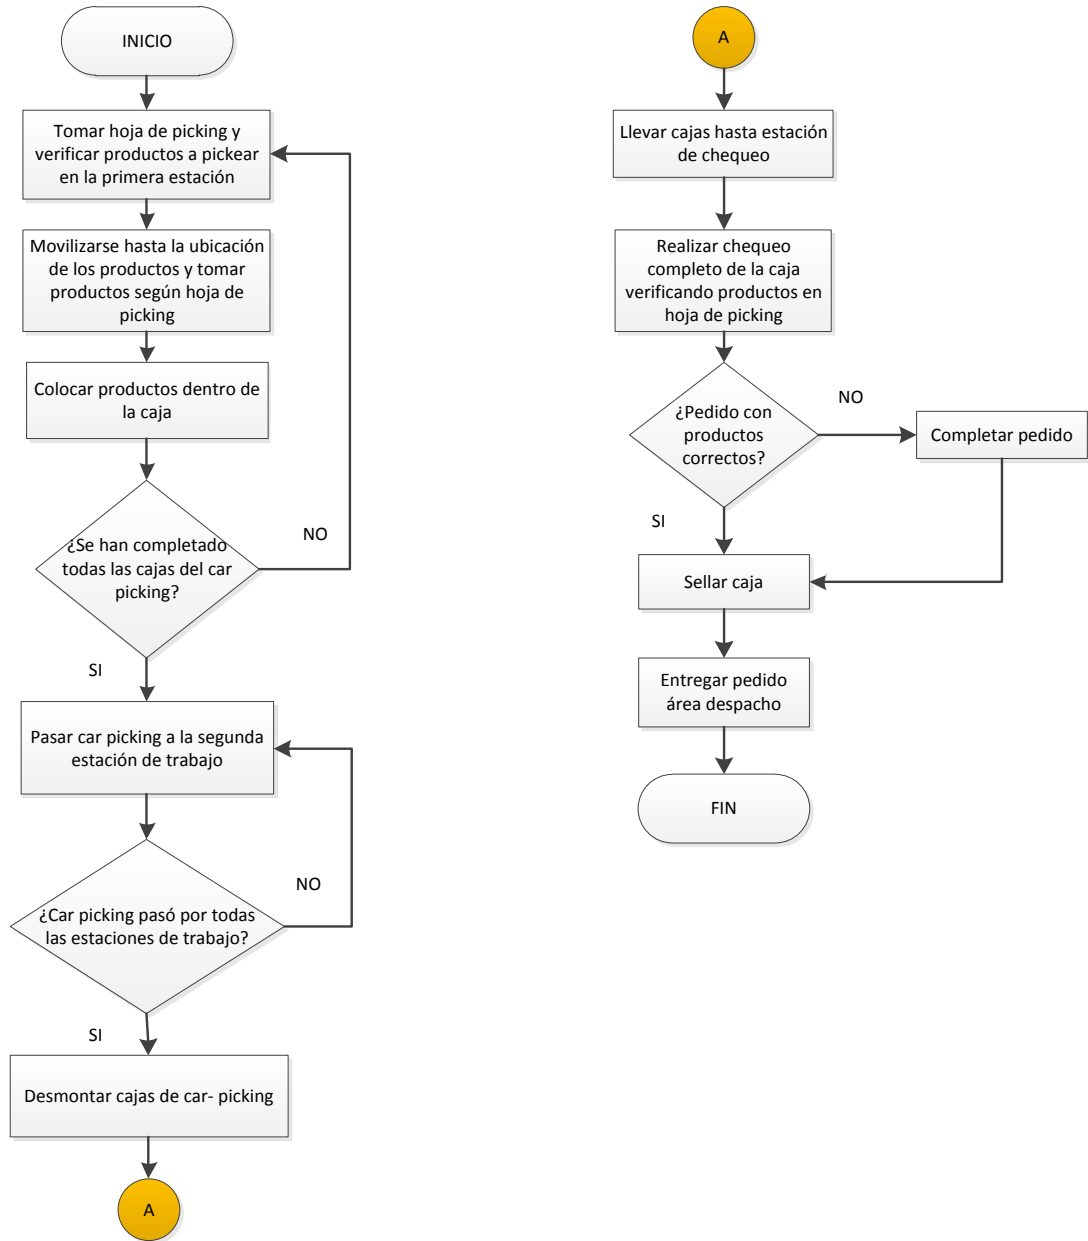 INICIO
Tomar hoja de picking y
verificar productos a pickear
en la primera estación
Movilizarse hasta la ubicación
de los productos y tomar
productos según hoja de
picking
Colocar productos dentro de
la caja
¿Se han completado
todas las cajas del car
picking?
NO
SI
Pasar car picking a la segunda
estación de trabajo
¿Car picking pasó por todas
las estaciones de trabajo?
NO
SI
Desmontar cajas de car- picking
A
A
Llevar cajas hasta estación
de chequeo
Realizar chequeo
completo de la caja
verificando productos en
hoja de picking
¿Pedido con
productos
correctos?
NO
Completar pedido
SI
Sellar caja
Entregar pedido
área despacho
FIN